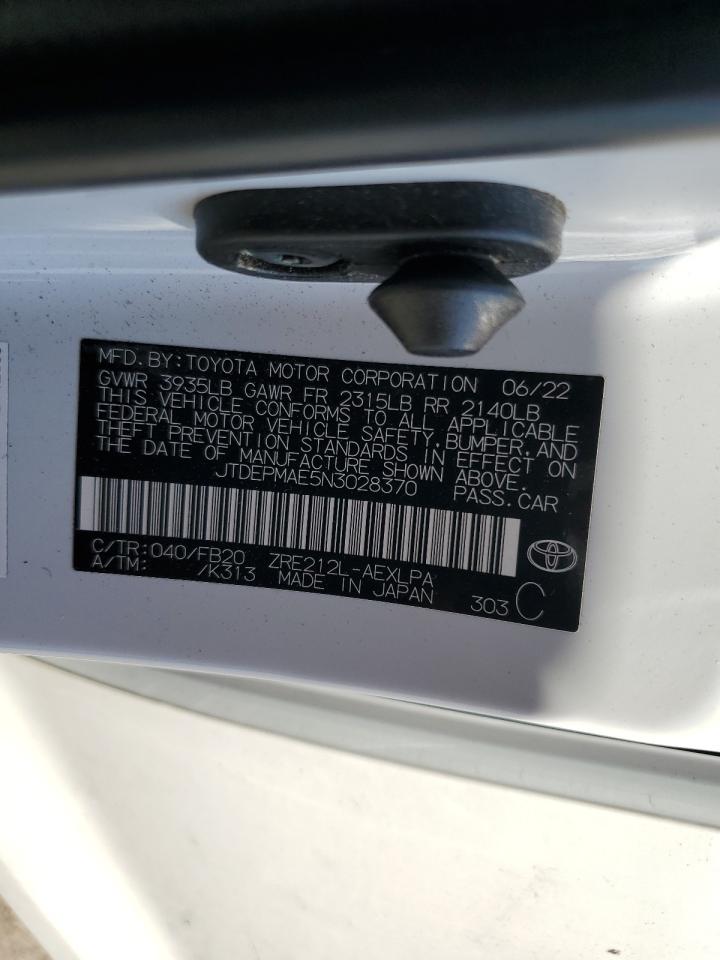 MFD.BY:TOYOTA MOTOR CORPORATION 06/22
GVWR 3935LB GAWR FR 2315LB RR 2140LB
THIS VEHICLE CONFORMS TO ALL APPLICABLE
FEDERAL MOTOR VEHICLE SAFETY,BUMPER,AND
THEFT PREVENTION STANDARDS IN EFFECT ON
THE DATE OF MANUFACTURE SHOWN ABOVE.
JTDEPMAE5N3028370 PASS.CAR
C/TR:040/FB20 ZRE212L-AEXLPA
A/TM: /K313 MADE IN JAPAN 303 C